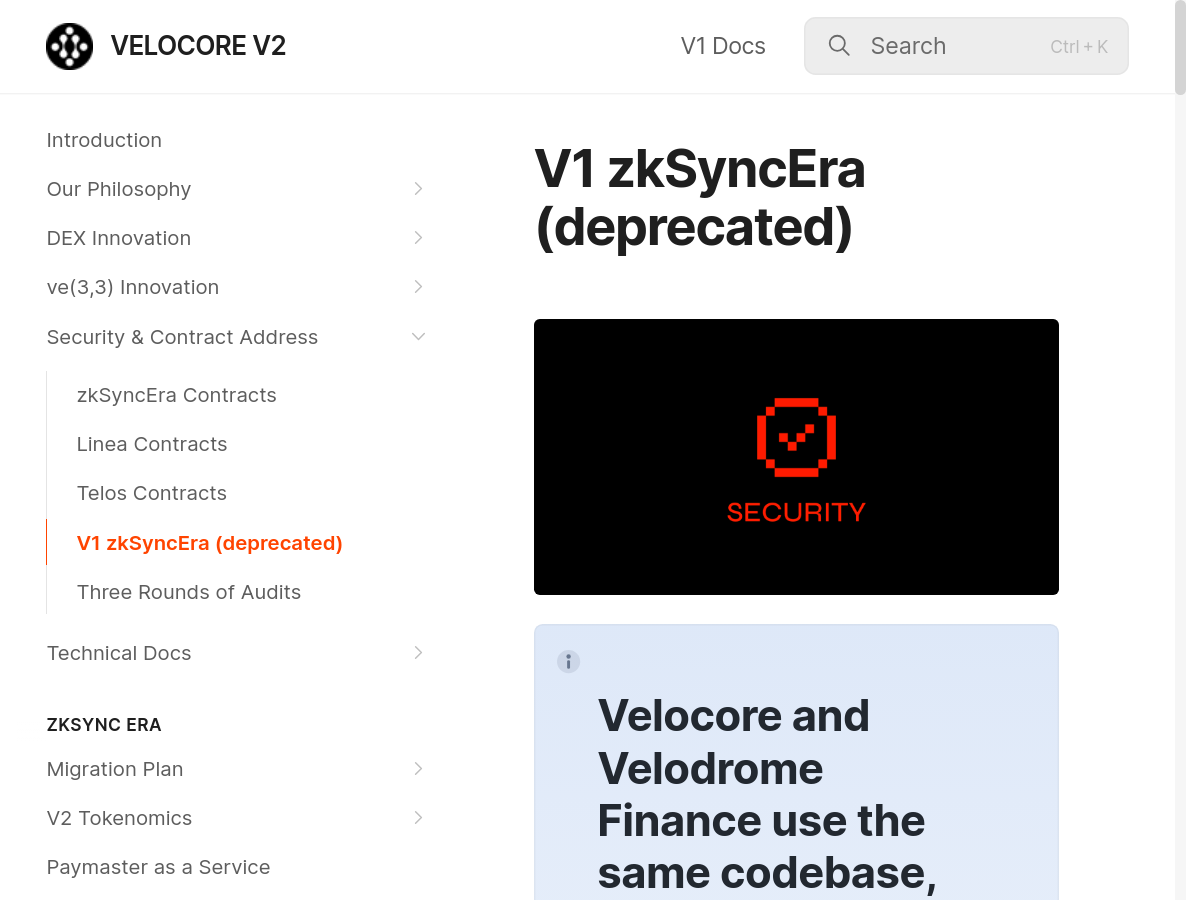 VELOCORE V2
V1 Docs
Search
Ctrl + K
Introduction
Our Philosophy
DEX Innovation
ve(3,3) Innovation
Security & Contract Address
zkSyncEra Contracts
Linea Contracts
Telos Contracts
V1 zkSyncEra (deprecated)
Three Rounds of Audits
Technical Docs
ZKSYNC ERA
Migration Plan
V2 Tokenomics
Paymaster as a Service
V1 zkSyncEra
(deprecated)
SECURITY
Velocore and
Velodrome
Finance use the
same codebase,